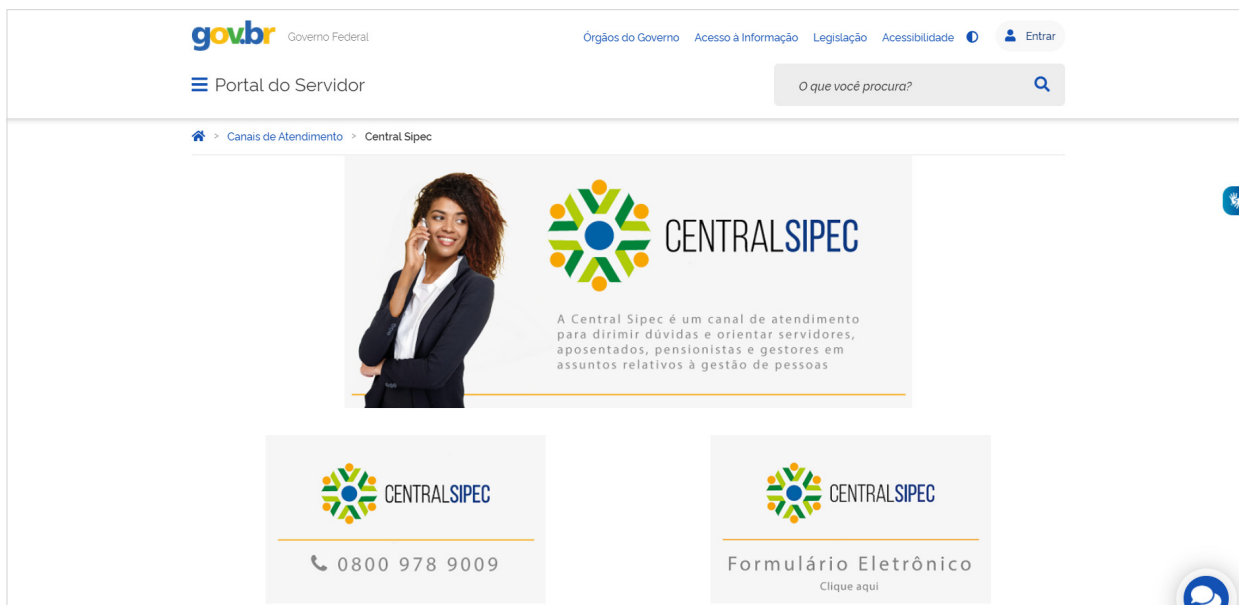 gov.br Governo Federal
Órgãos do Governo Acesso à Informação Legislação Acessibilidade Entrar
Portal do Servidor
O que você procura?
> Canais de Atendimento > Central Sipec
CENTRALSIPEC
A Central Sipec é um canal de atendimento
para dirimir dúvidas e orientar servidores,
aposentados, pensionistas e gestores em
assuntos relativos à gestão de pessoas
CENTRALSIPEC
0800 978 9009
CENTRALSIPEC
Formulário Eletrônico
Clique aqui